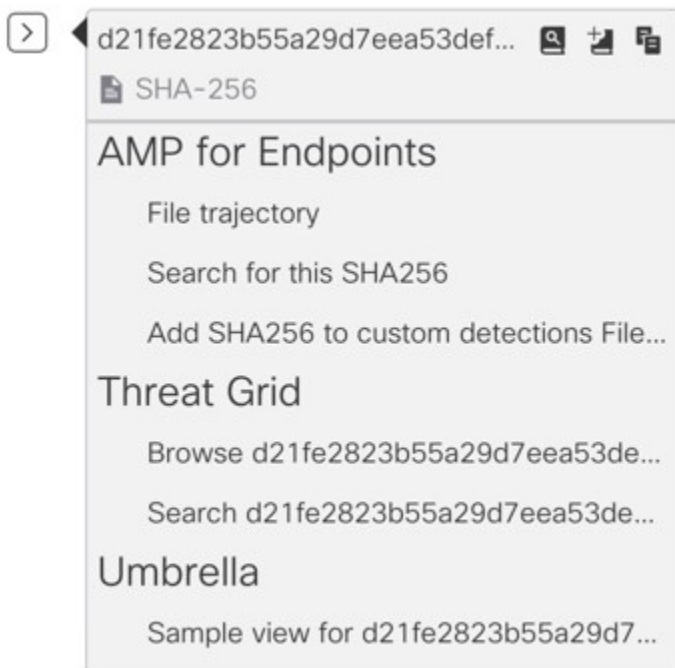 d21fe2823b55a29d7eea53def...
SHA-256
AMP for Endpoints
File trajectory
Search for this SHA256
Add SHA256 to custom detections File...
Threat Grid
Browse d21fe2823b55a29d7eea53de...
Search d21fe2823b55a29d7eea53de...
Umbrella
Sample view for d21fe2823b55a29d7...